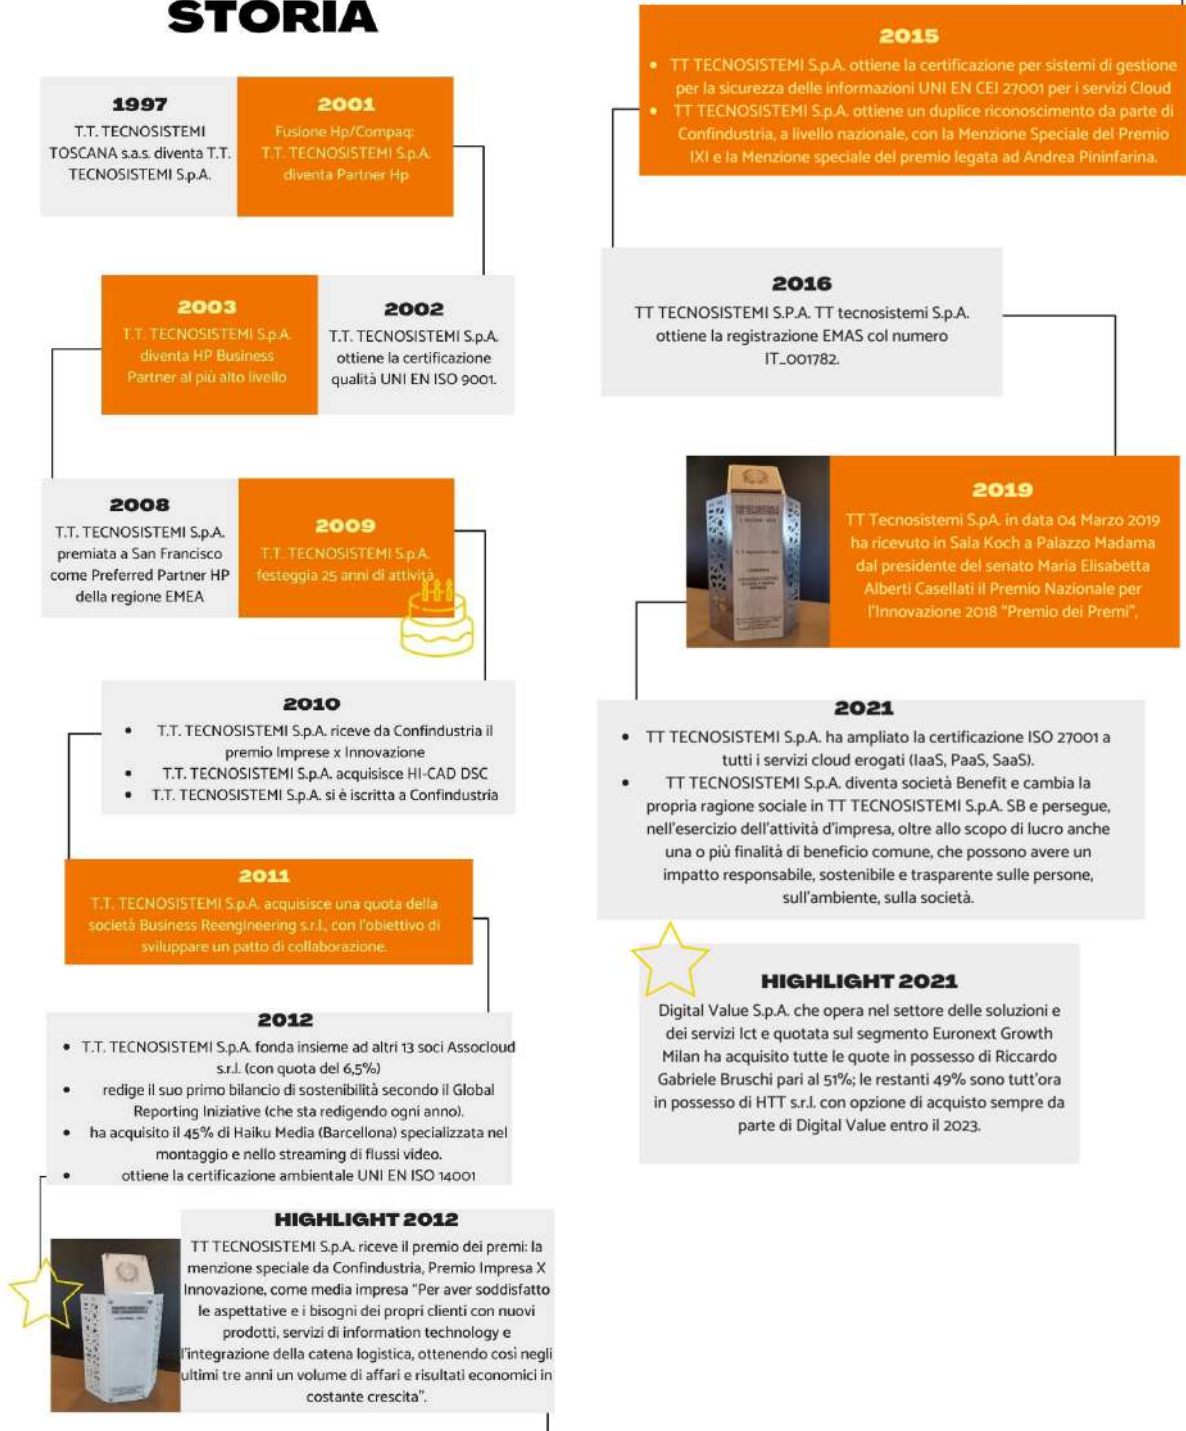 STORIA
1997
T.T. TECNOSISTEMI
TOSCANA s.a.s. diventa T.T.
TECNOSISTEMI S.p.A.
2001
Fusione Hp/Compaq:
T.T. TECNOSISTEMI S.p.A.
diventa Partner Hp
2003
T.T. TECNOSISTEMI S.p.A.
diventa HP Business
Partner al più alto livello
2002
T.T. TECNOSISTEMI S.p.A.
ottiene la certificazione
qualità UNI EN ISO 9001.
2008
T.T. TECNOSISTEMI S.p.A.
premiata a San Francisco
come Preferred Partner HP
della regione EMEA
2009
T.T. TECNOSISTEMI S.p.A.
festeggia 25 anni di attività
2010
• T.T. TECNOSISTEMI S.p.A. riceve da Confindustria il
premio Imprese x Innovazione
• T.T. TECNOSISTEMI S.p.A. acquisisce HI-CAD DSC
• T.T. TECNOSISTEMI S.p.A. si è iscritta a Confindustria
2011
T.T. TECNOSISTEMI S.p.A. acquisisce una quota della
società Business Reengineering s.r.l., con l'obiettivo di
sviluppare un patto di collaborazione.
2012
• T.T. TECNOSISTEMI S.p.A. fonda insieme ad altri 13 soci Assocloud
s.r.l. (con quota del 6,5%)
• redige il suo primo bilancio di sostenibilità secondo il Global
Reporting Iniziative (che sta redigendo ogni anno).
• ha acquisito il 45% di Haiku Media (Barcellona) specializzata nel
montaggio e nello streaming di flussi video.
• ottiene la certificazione ambientale UNI EN ISO 14001
HIGHLIGHT 2012
TT TECNOSISTEMI S.p.A. riceve il premio dei premi: la
menzione speciale da Confindustria, Premio Impresa X
Innovazione, come media impresa "Per aver soddisfatto
le aspettative e i bisogni dei propri clienti con nuovi
prodotti, servizi di information technology e
l'integrazione della catena logistica, ottenendo così negli
ultimi tre anni un volume di affari e risultati economici in
costante crescita".
2015
• TT TECNOSISTEMI S.p.A. ottiene la certificazione per sistemi di gestione
per la sicurezza delle informazioni UNI EN CEI 27001 per i servizi Cloud
• TT TECNOSISTEMI S.p.A. ottiene un duplice riconoscimento da parte di
Confindustria, a livello nazionale, con la Menzione Speciale del Premio
IXI e la Menzione speciale del premio legata ad Andrea Pininfarina.
2016
TT TECNOSISTEMI S.P.A. TT tecnosistemi S.p.A.
ottiene la registrazione EMAS col numero
IT_001782.
2019
TT Tecnosistemi S.pA. in data 04 Marzo 2019
ha ricevuto in Sala Koch a Palazzo Madama
dal presidente del senato Maria Elisabetta
Alberti Casellati il Premio Nazionale per
l'Innovazione 2018 "Premio dei Premi",
2021
• TT TECNOSISTEMI S.p.A. ha ampliato la certificazione ISO 27001 a
tutti i servizi cloud erogati (IaaS, PaaS, SaaS).
• TT TECNOSISTEMI S.p.A. diventa società Benefit e cambia la
propria ragione sociale in TT TECNOSISTEMI S.p.A. SB e persegue,
nell'esercizio dell'attività d'impresa, oltre allo scopo di lucro anche
una o più finalità di beneficio comune, che possono avere un
impatto responsabile, sostenibile e trasparente sulle persone,
sull'ambiente, sulla società.
HIGHLIGHT 2021
Digital Value S.p.A. che opera nel settore delle soluzioni e
dei servizi Ict e quotata sul segmento Euronext Growth
Milan ha acquisito tutte le quote in possesso di Riccardo
Gabriele Bruschi pari al 51%; le restanti 49% sono tutt'ora
in possesso di HTT s.r.l. con opzione di acquisto sempre da
parte di Digital Value entro il 2023.